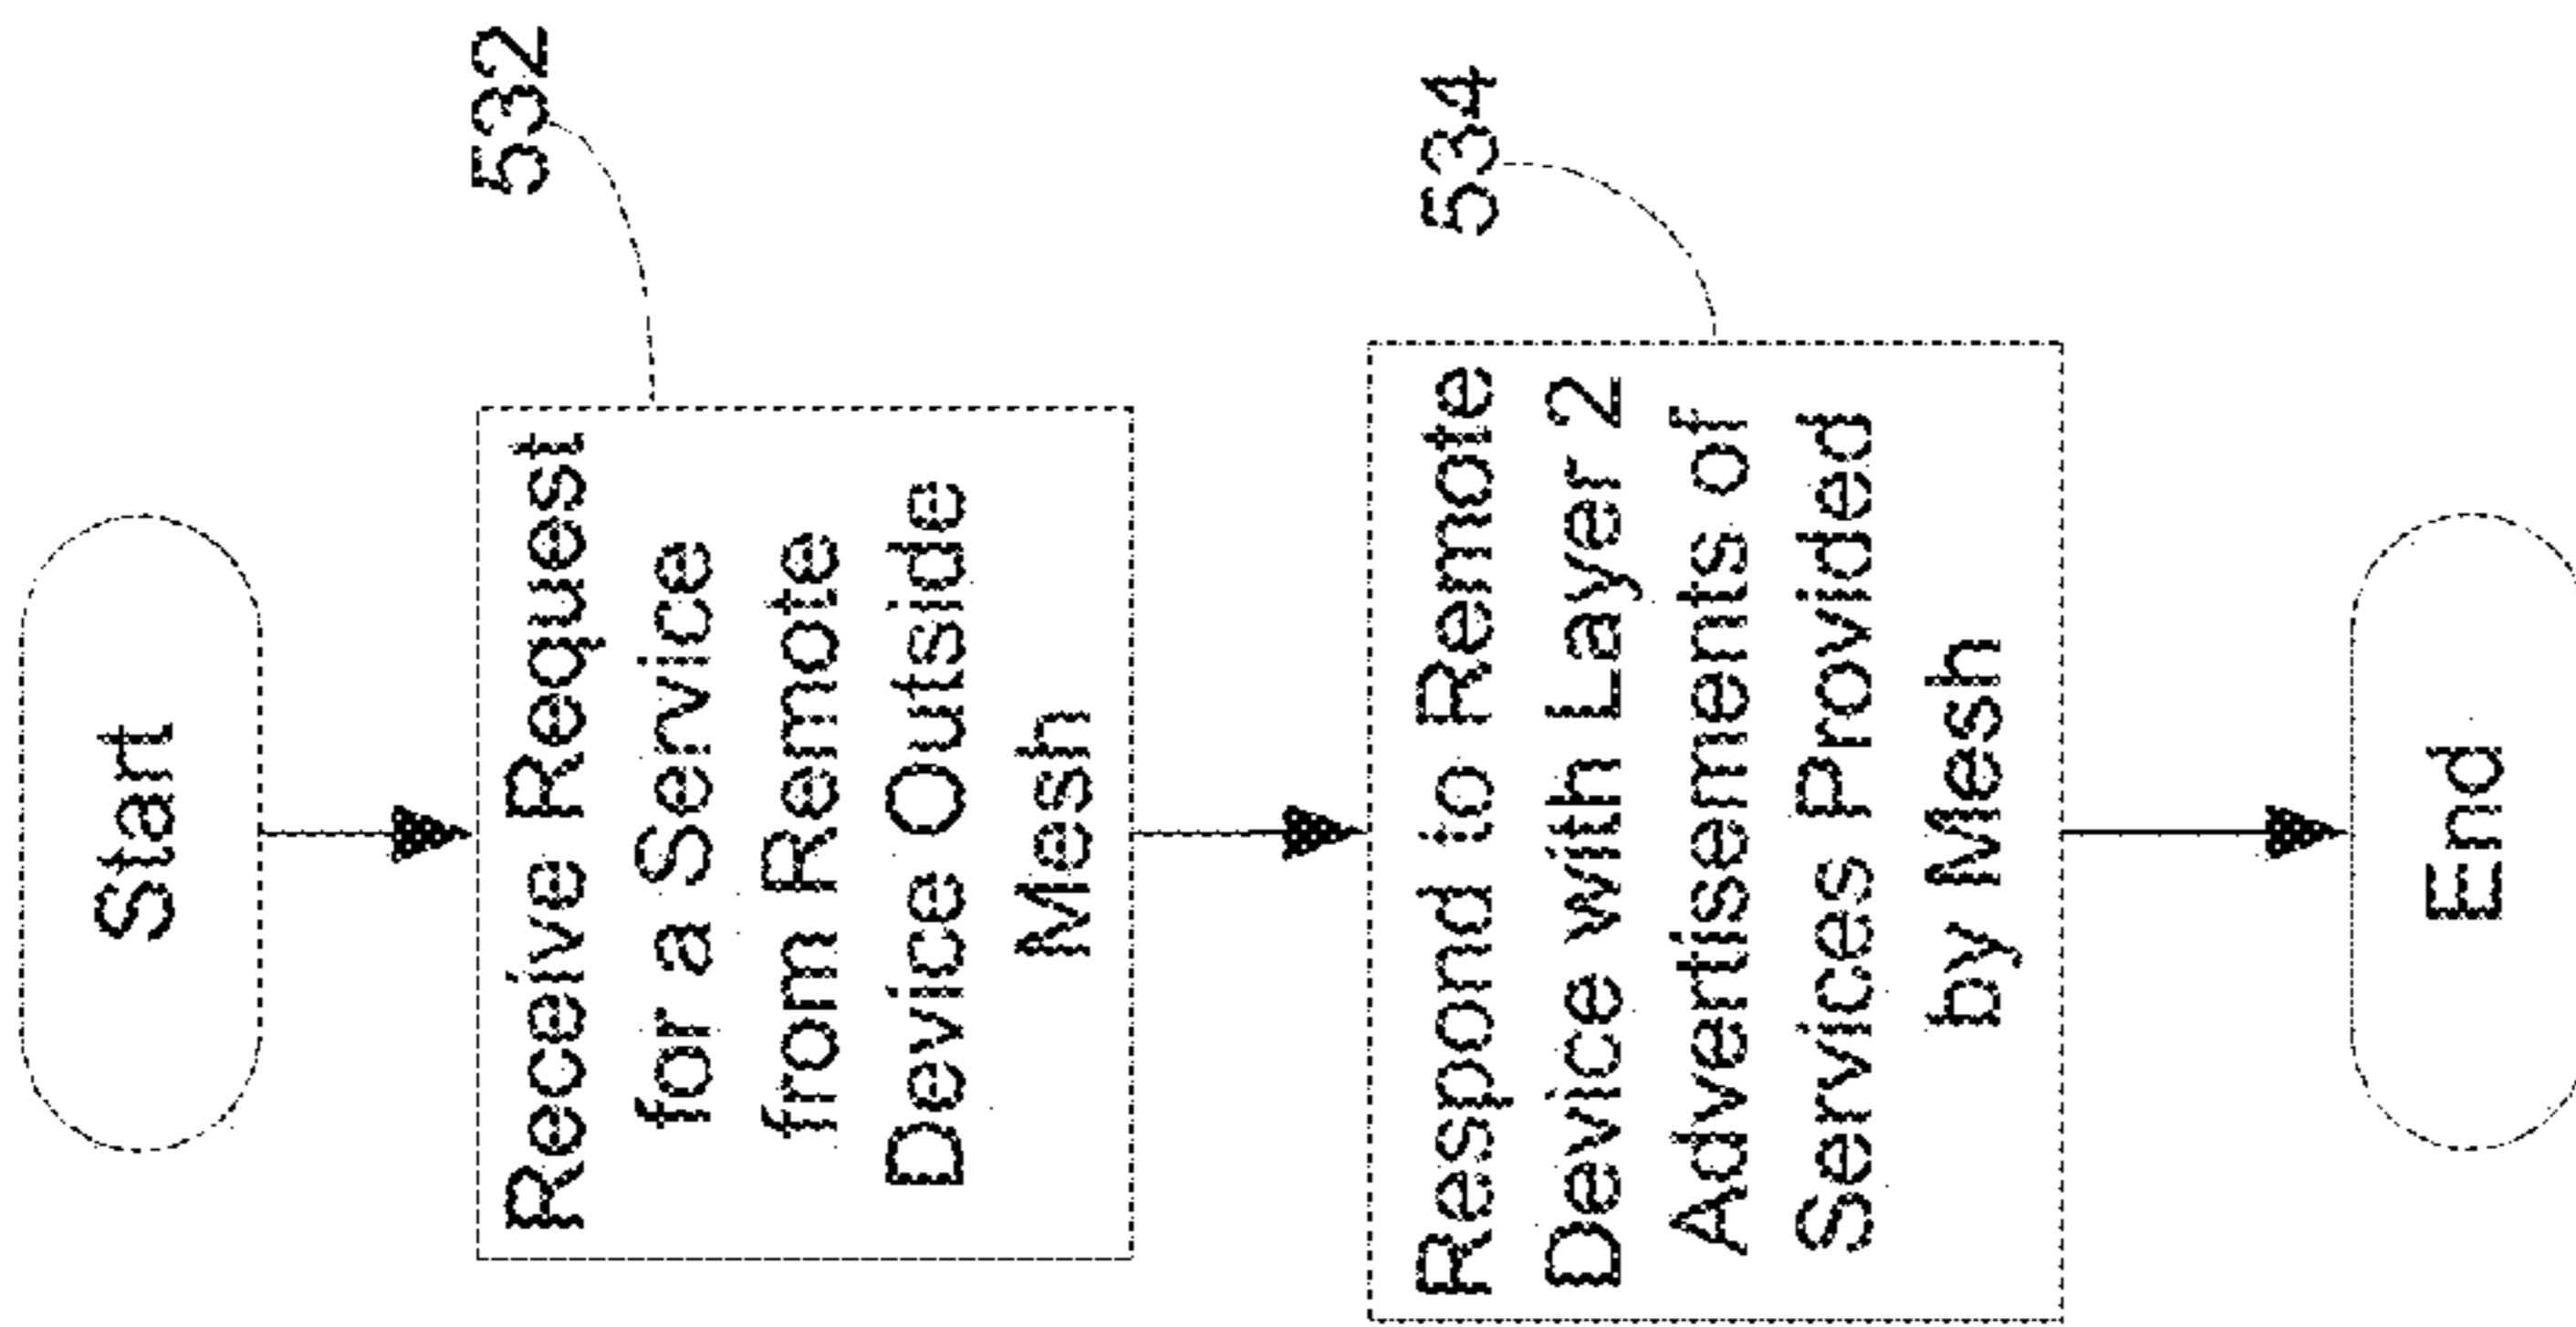 Start
532
Receive Request
for a Service
from Remote
Device Outside
Mesh
534
Respond to Remote
Device with Layer 2
Advertisements of
Services Provided
by Mesh
End